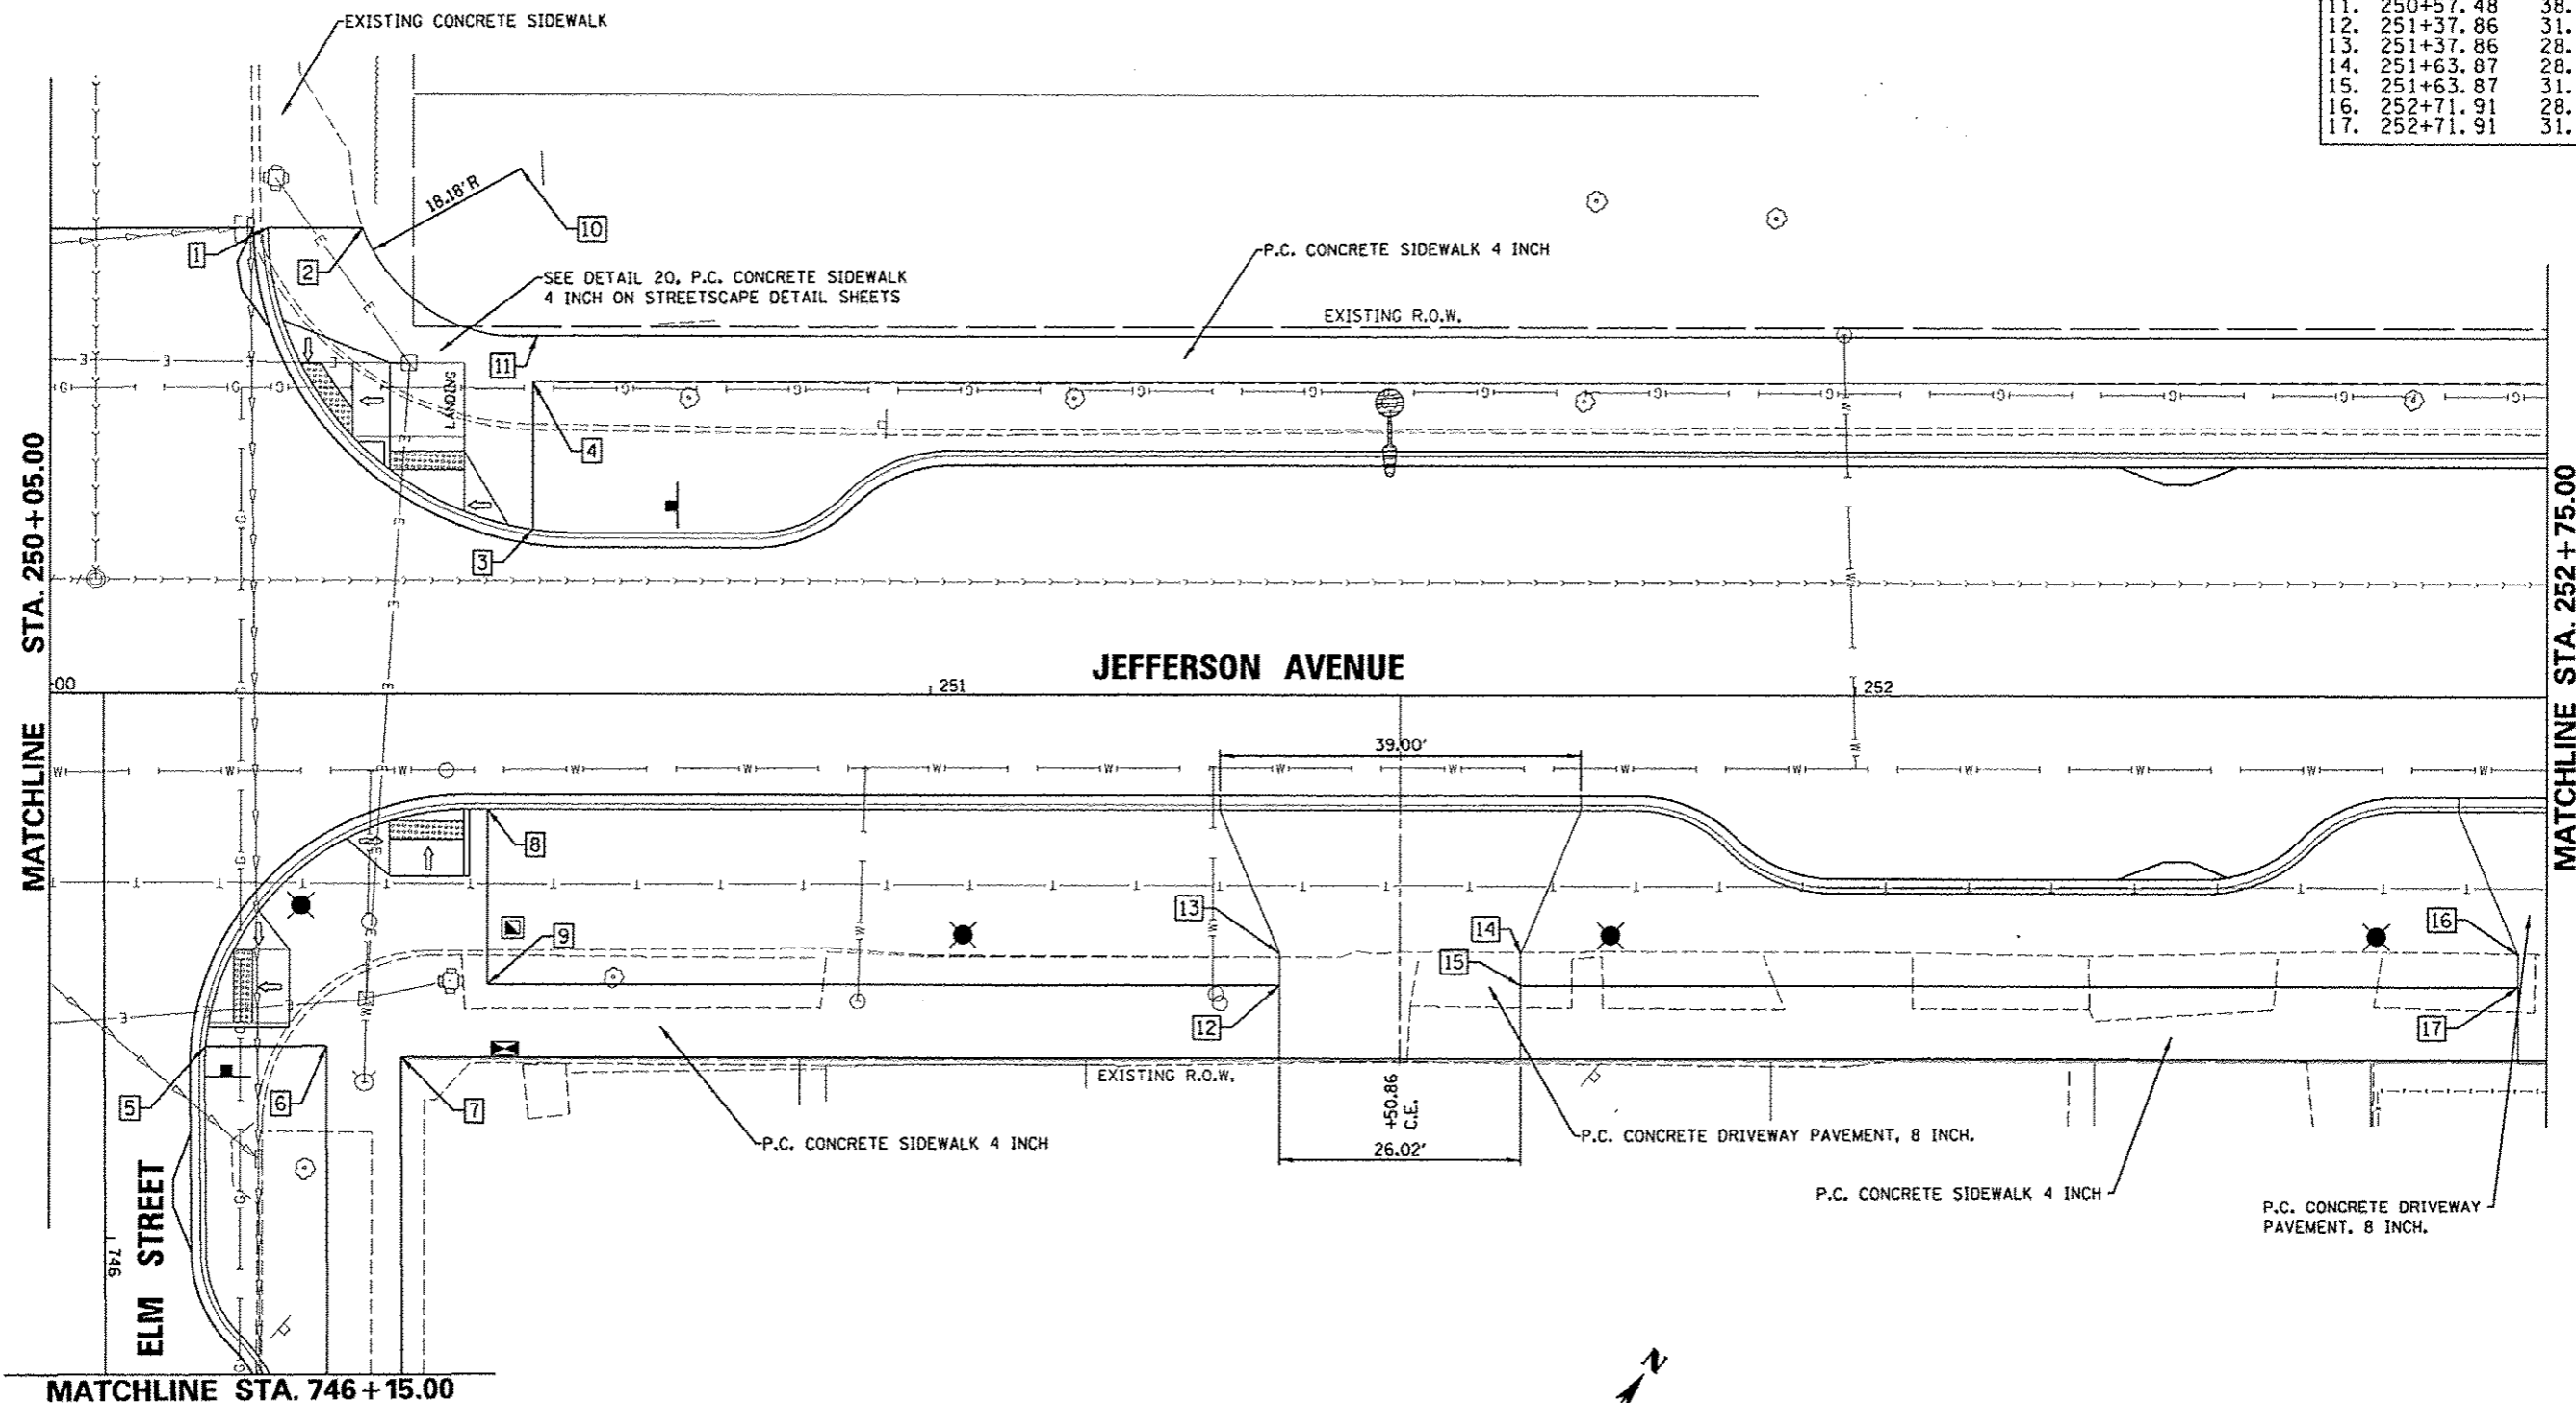 EXISTING CONCRETE SIDEWALK
11. 250+57.48 38.
12. 251+37.86 31.
13. 251+37.86 28.
14. 251+63.87 28.
15. 251+63.87 31.
16. 252+71.91 28.
17. 252+71.91 31.
18.18'R
10
1
2
SEE DETAIL 20, P.C. CONCRETE SIDEWALK
4 INCH ON STREETSCAPE DETAIL SHEETS
P.C. CONCRETE SIDEWALK 4 INCH
EXISTING R.O.W.
11
LANDING
4
3
MATCHLINE STA. 250+05.00
MATCHLINE STA. 252+75.00
JEFFERSON AVENUE
00
251
252
39.00'
8
9
13
14
15
16
12
17
5
6
7
EXISTING R.O.W.
+50.86
C.E.
26.02'
P.C. CONCRETE SIDEWALK 4 INCH
P.C. CONCRETE DRIVEWAY PAVEMENT, 8 INCH.
P.C. CONCRETE SIDEWALK 4 INCH
P.C. CONCRETE DRIVEWAY
PAVEMENT, 8 INCH.
746
ELM STREET
N
MATCHLINE STA. 746+15.00